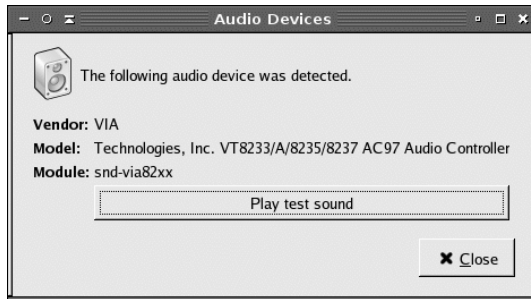 Audio Devices
The following audio device was detected.
Vendor: VIA
Model: Technologies, Inc. VT8233/A/8235/8237 AC97 Audio Controller
Module: snd-via82xx
Play test sound
Close